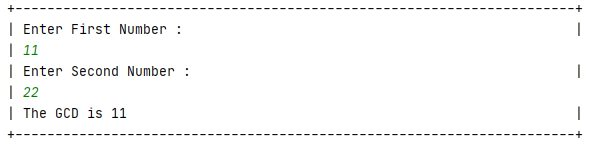 +----------------------------------------------------------------------+
| Enter First Number :                                                 |
| 11
| Enter Second Number :                                                |
| 22
| The GCD is 11                                                        |
+----------------------------------------------------------------------+